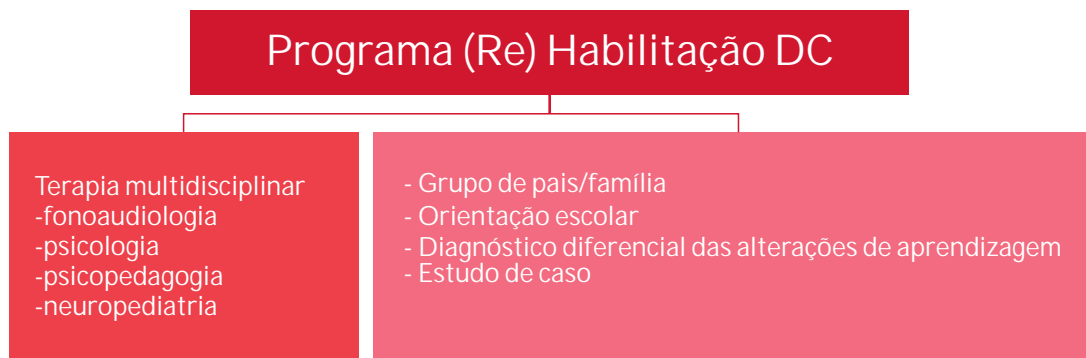 Programa (Re) Habilitação DC
Terapia multidisciplinar
-fonoaudiologia
-psicologia
-psicopedagogia
-neuropediatria
- Grupo de pais/família
- Orientação escolar
- Diagnóstico diferencial das alterações de aprendizagem
- Estudo de caso